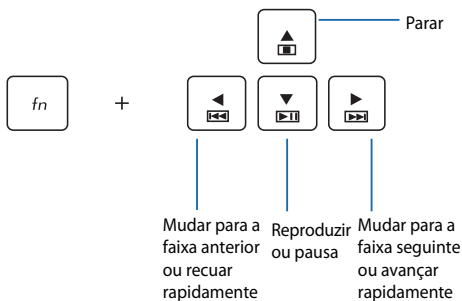 Parar
fn +
Mudar para a
faixa anterior
ou recuar
rapidamente
Reproduzir
ou pausa
Mudar para a
faixa seguinte
ou avançar
rapidamente